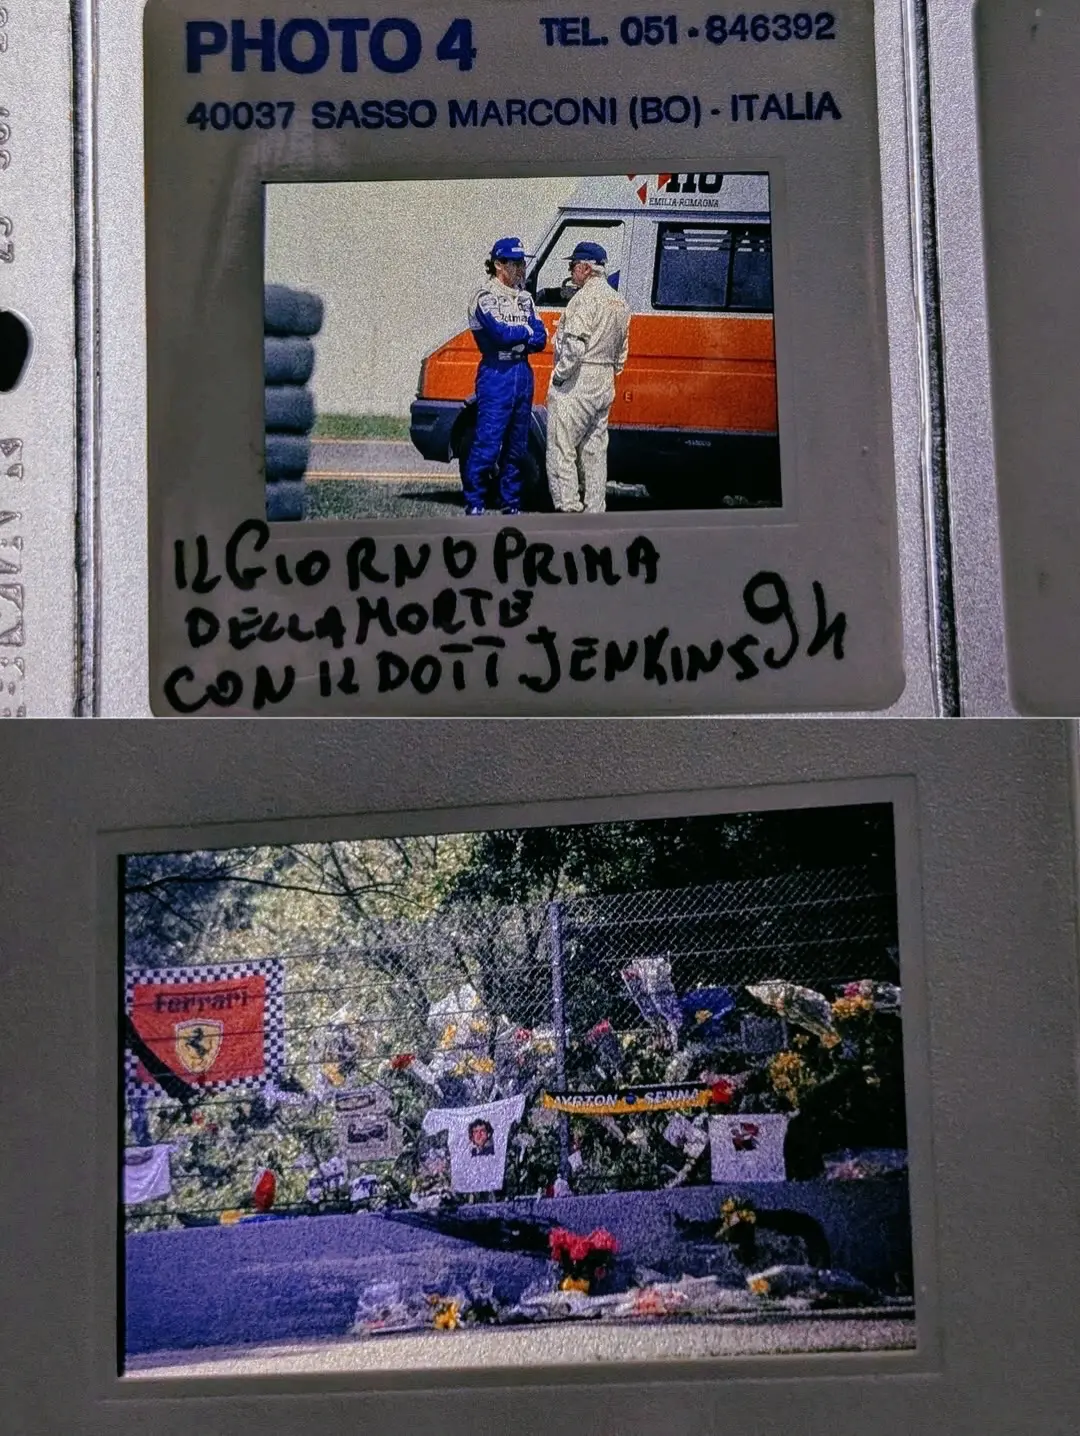 PHOTO 4
TEL. 051 • 846392
40037 SASSO MARCONI (BO) - ITALIA
118
EMILIA-ROMAGNA
IL GIORNO PRIMA
DELLA MORTE
CON IL DOTT JENKINS 94
Ferrari
AYRTON SENNA